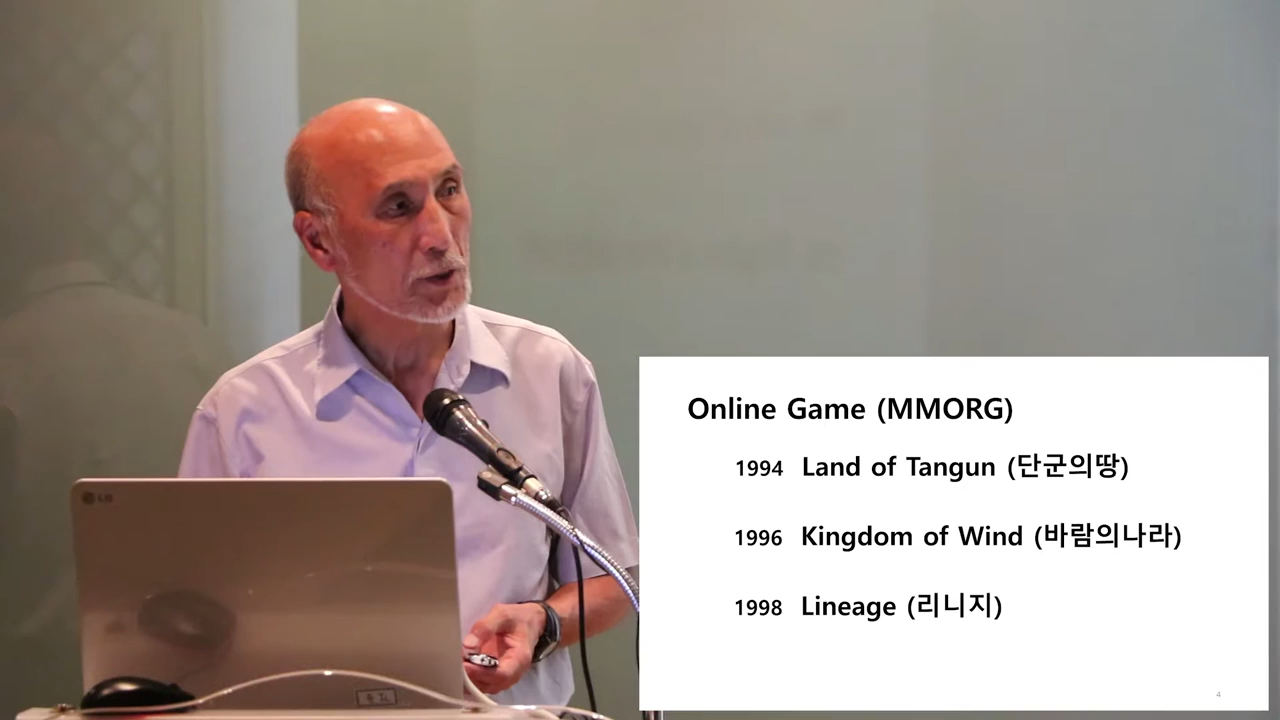 LG
Online Game (MMORG)
1994 Land of Tangun (단군의땅)
1996 Kingdom of Wind (바람의나라)
1998 Lineage (리니지)
4